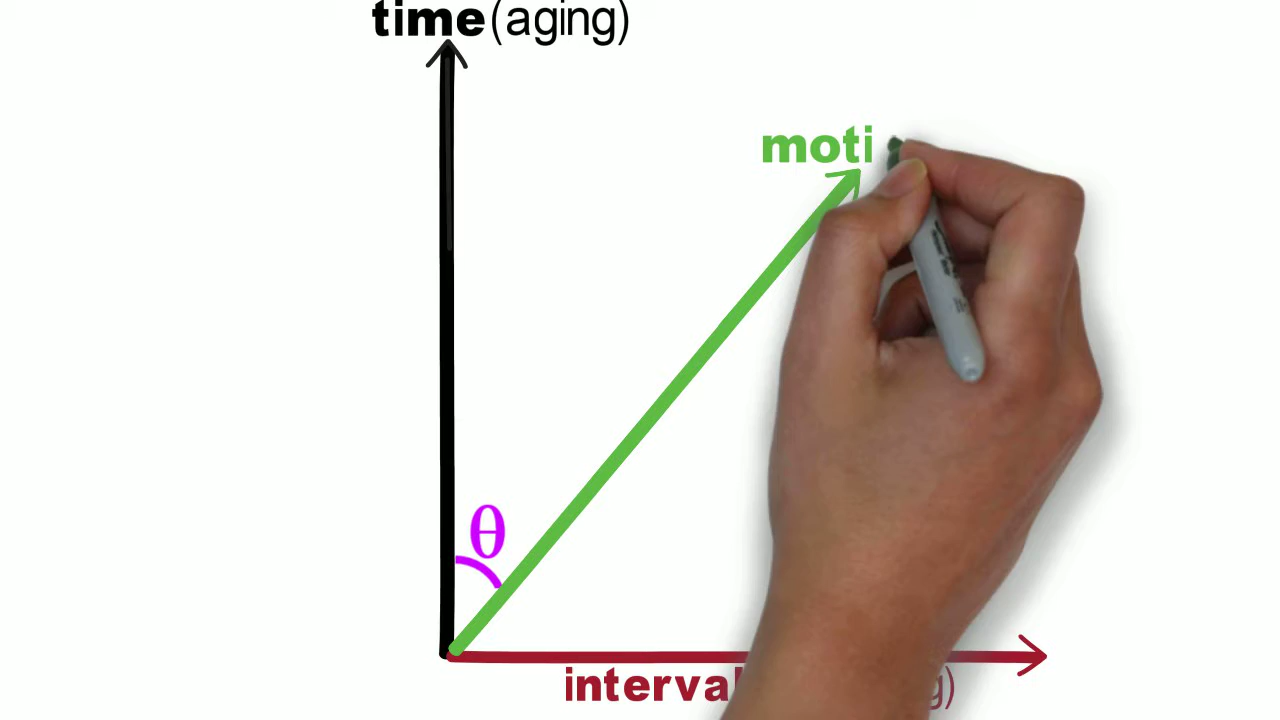 time (aging)
moti
θ
interval